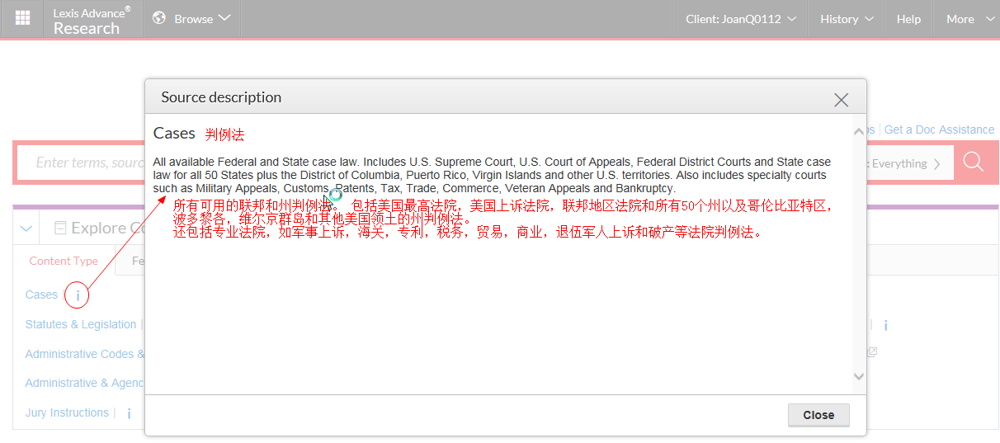 Lexis Advance®
Research
Browse
Client: JoanQ0112
History
Help
More
Source description
Cases 判例法
Get a Doc Assistance
All available Federal and State case law. Includes U.S. Supreme Court, U.S. Court of Appeals, Federal District Courts and State case
law for all 50 States plus the District of Columbia, Puerto Rico, Virgin Islands and other U.S. territories. Also includes specialty courts
such as Military Appeals, Customs, Patents, Tax, Trade, Commerce, Veteran Appeals and Bankruptcy.
Enter terms,
: Everything
所有可用的联邦和州判例法。 包括美国最高法院，美国上诉法院，联邦地区法院和所有50个州以及哥伦比亚特区，
波多黎各，维尔京群岛和其他美国领土的州判例法。
还包括专业法院，如军事上诉，海关，专利，税务，贸易，商业，退伍军人上诉和破产等法院判例法。
Explore
Content Type
Cases i
Statutes & Legislation
i
Administrative Codes &
Administrative &
Jury Instructions i
Close